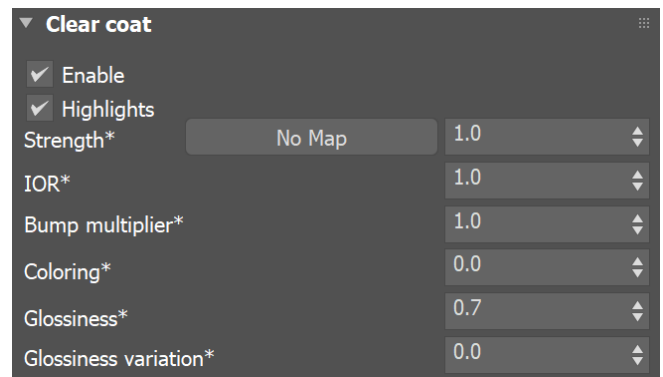 Clear coat
Enable
Highlights
Strength* No Map 1.0
IOR* 1.0
Bump multiplier* 1.0
Coloring* 0.0
Glossiness* 0.7
Glossiness variation* 0.0